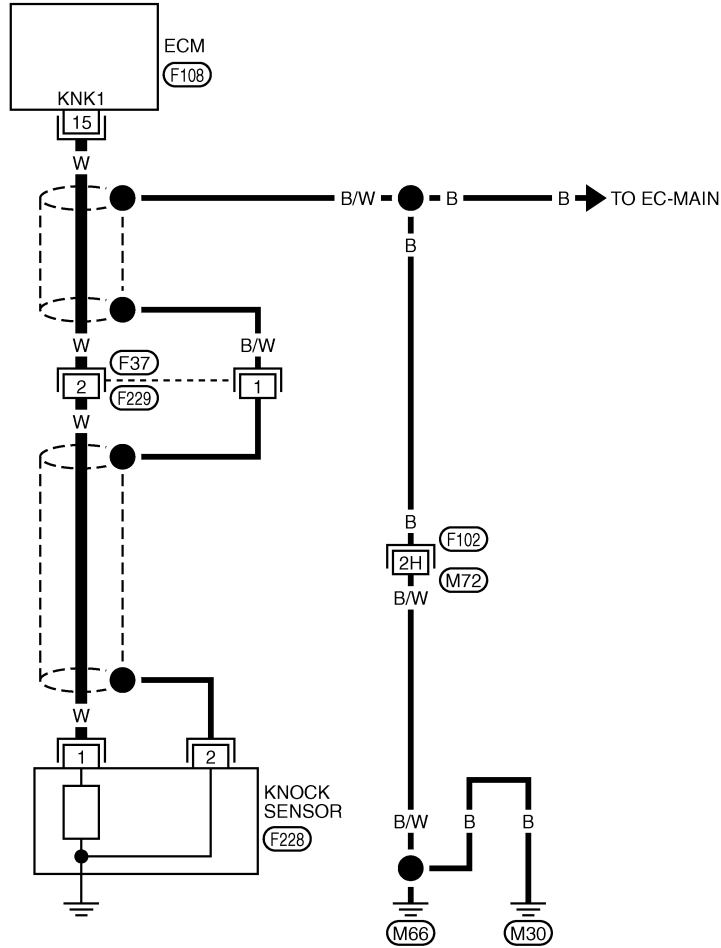 ECM
F108
KNK1
15
W
B/W
B
B
TO EC-MAIN
B
W
F37
B/W
2
1
F229
W
B
F102
2H
M72
B/W
W
1
2
KNOCK
SENSOR
F228
B/W
B
B
M66
M30